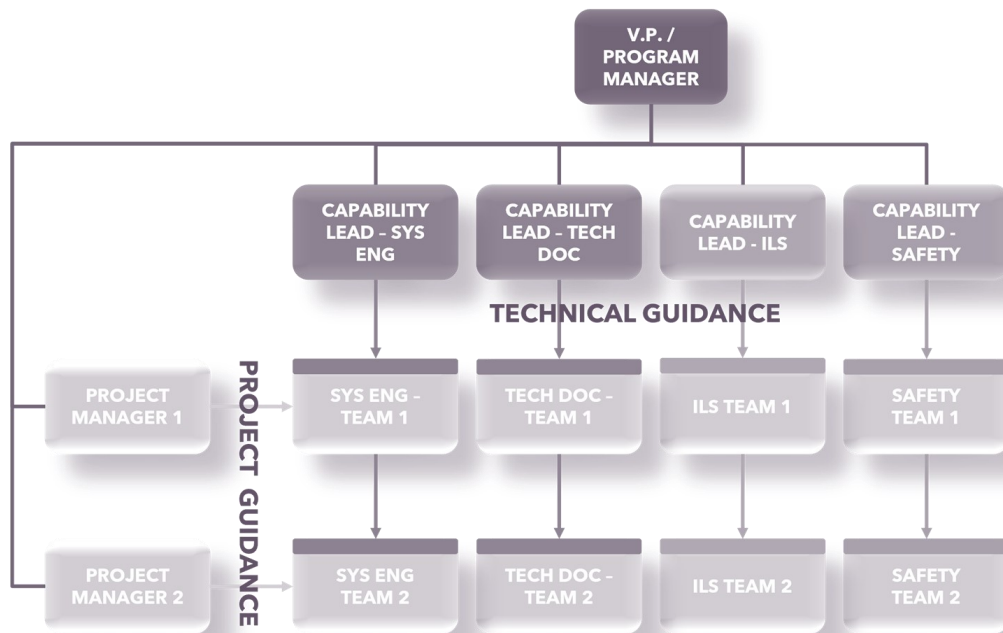 V.P. /
PROGRAM
MANAGER
CAPABILITY
LEAD – SYS
ENG
CAPABILITY
LEAD – TECH
DOC
CAPABILITY
LEAD - ILS
CAPABILITY
LEAD -
SAFETY
TECHNICAL GUIDANCE
PROJECT GUIDANCE
PROJECT
MANAGER 1
SYS ENG –
TEAM 1
TECH DOC –
TEAM 1
ILS TEAM 1
SAFETY
TEAM 1
PROJECT
MANAGER 2
SYS ENG
TEAM 2
TECH DOC –
TEAM 2
ILS TEAM 2
SAFETY
TEAM 2